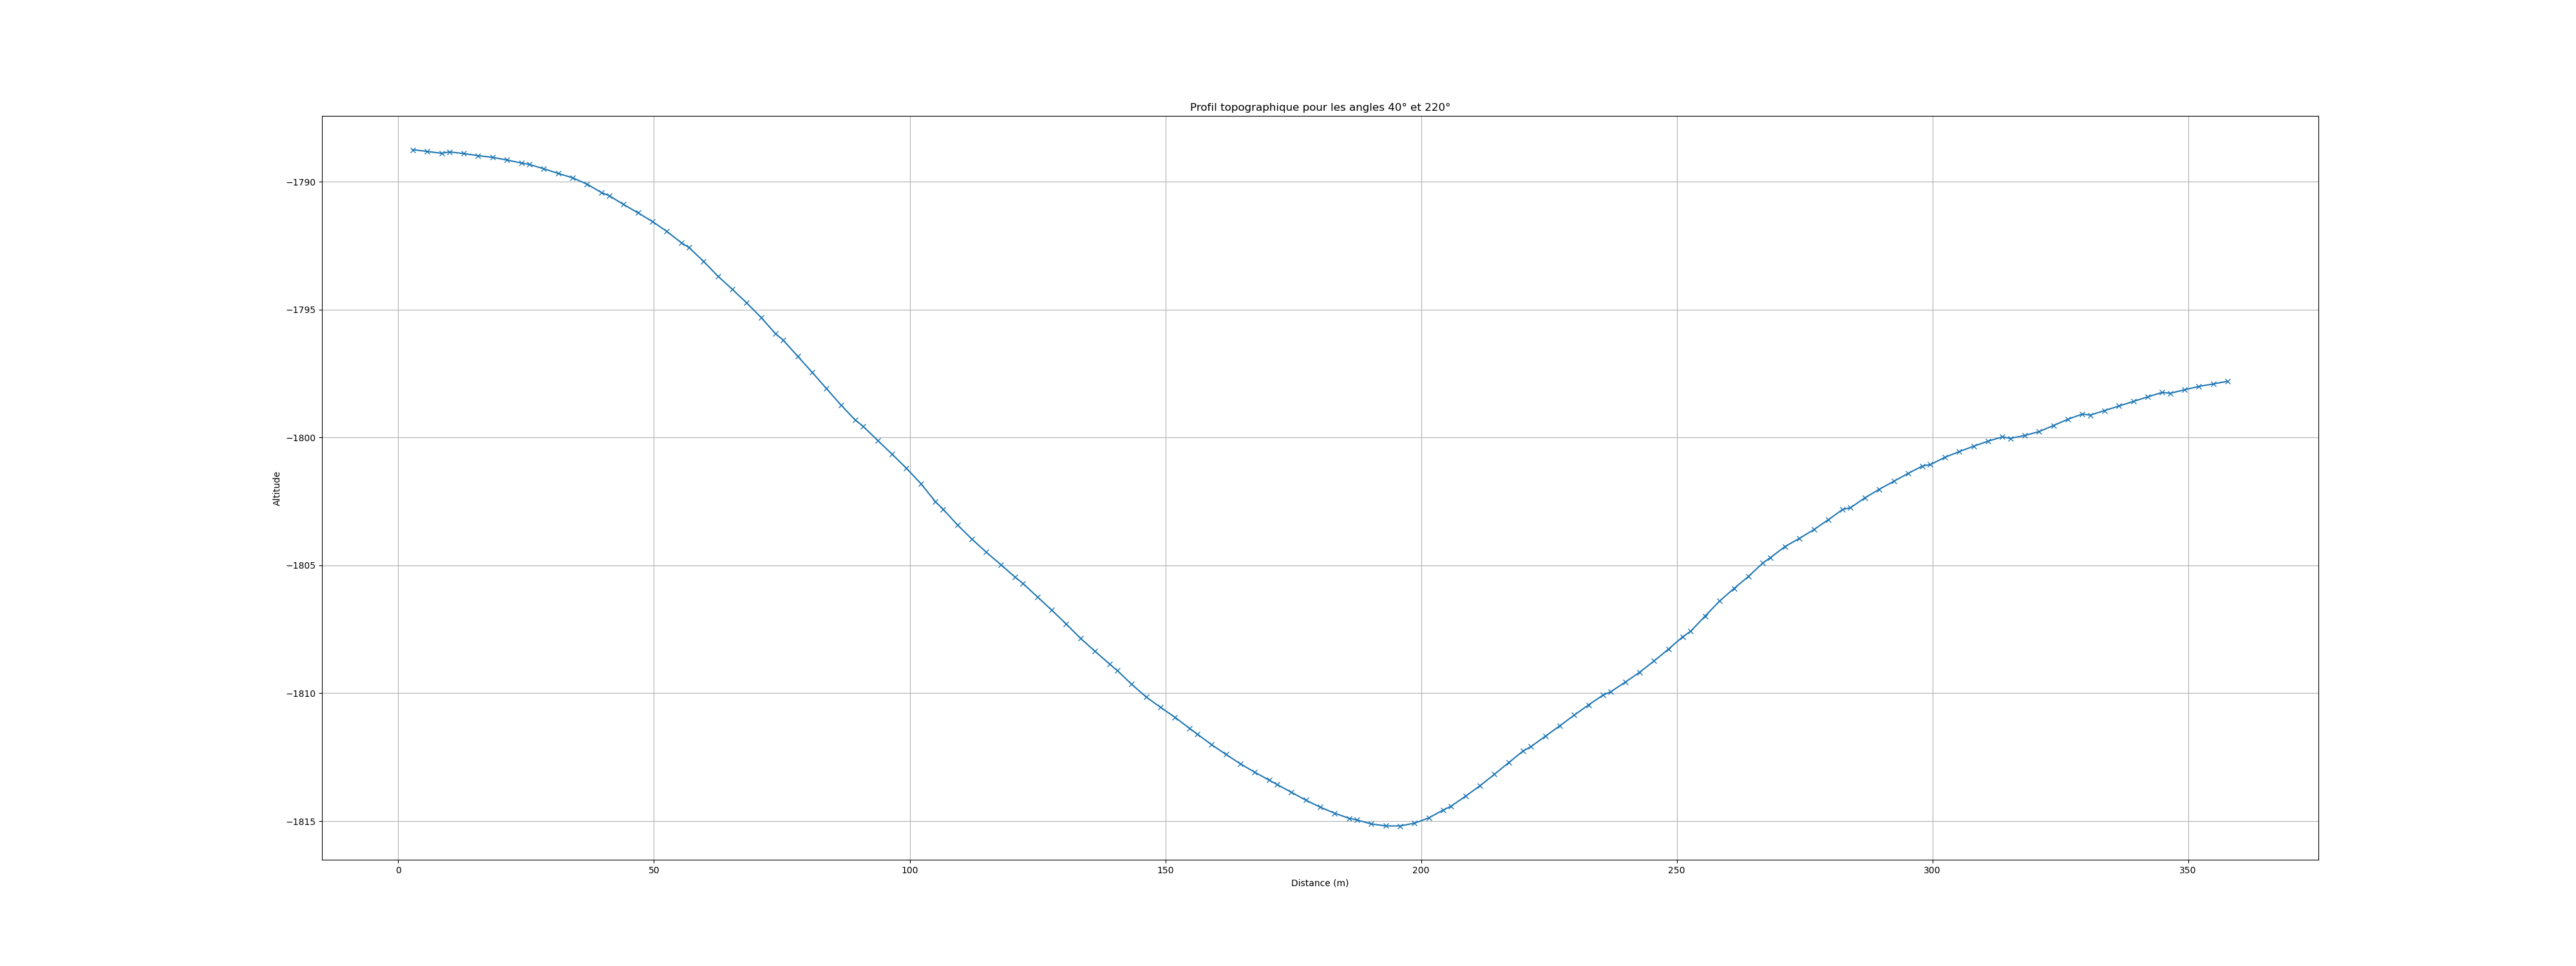 Profil topographique pour les angles 40° et 220°
Altitude
−1790
−1795
−1800
−1805
−1810
−1815
0 50 100 150 200 250 300 350
Distance (m)